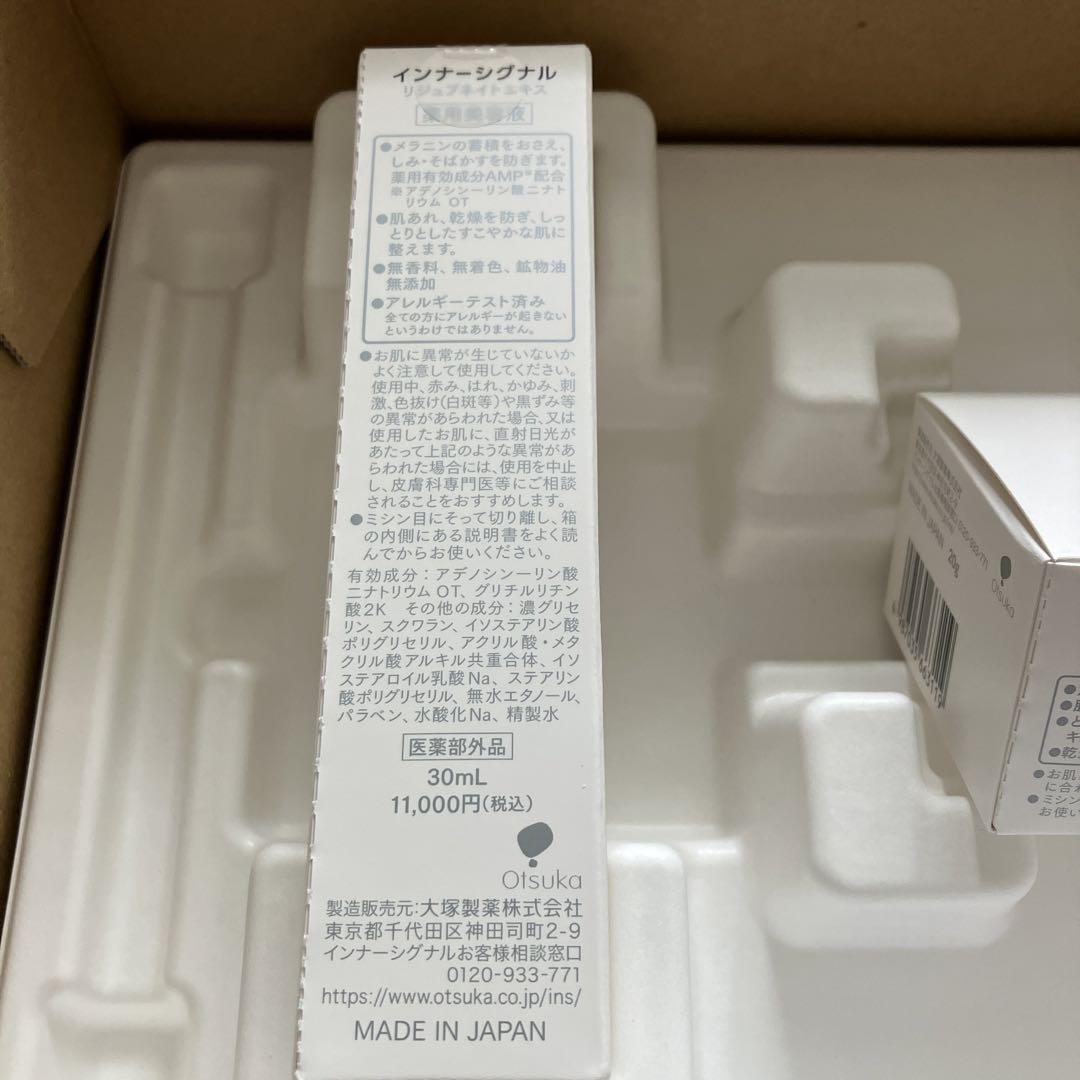 インナーシグナル
リジュブネイトエキス
薬用美容液
●メラニンの蓄積をおさえ、
しみ・そばかすを防ぎます。
薬用有効成分AMP※配合
※アデノシン一リン酸二ナト
リウム OT
●肌あれ、乾燥を防ぎ、しっ
とりとしたすこやかな肌に
整えます。
●無香料、無着色、鉱物油
無添加
●アレルギーテスト済み
全ての方にアレルギーが起きない
というわけではありません。
●お肌に異常が生じていないか
よく注意して使用してください。
使用中、赤み、はれ、かゆみ、刺
激、色抜け(白斑等)や黒ずみ等
の異常があらわれた場合、又は
使用したお肌に、直射日光が
あたって上記のような異常があ
らわれた場合には、使用を中止
し、皮膚科専門医等にご相談
されることをおすすめします。
●ミシン目にそって切り離し、箱
の内側にある説明書をよく読
んでからお使いください。
有効成分：アデノシン一リン酸
二ナトリウム OT、グリチルリチン
酸2K その他の成分：濃グリセ
リン、スクワラン、イソステアリン酸
ポリグリセリル、アクリル酸・メタ
クリル酸アルキル共重合体、イソ
ステアロイル乳酸Na、ステアリン
酸ポリグリセリル、無水エタノール、
パラベン、水酸化Na、精製水
医薬部外品
30mL
11,000円(税込)
Otsuka
製造販売元:大塚製薬株式会社
東京都千代田区神田司町2-9
インナーシグナルお客様相談窓口
0120-933-771
https://www.otsuka.co.jp/ins/
MADE IN JAPAN
MADE IN JAPAN 20g
Otsuka
●お肌
に合
●ミシン
お使い